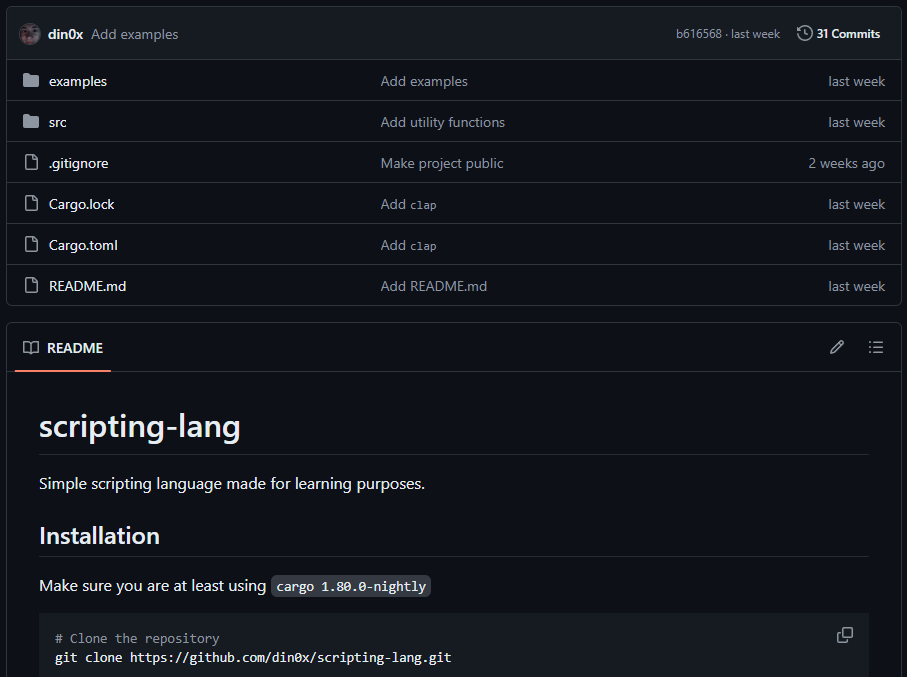 din0x Add examples b616568 · last week 31 Commits
examples Add examples last week
src Add utility functions last week
.gitignore Make project public 2 weeks ago
Cargo.lock Add clap last week
Cargo.toml Add clap last week
README.md Add README.md last week
README
scripting-lang
Simple scripting language made for learning purposes.
Installation
Make sure you are at least using cargo 1.80.0-nightly
# Clone the repository
git clone https://github.com/din0x/scripting-lang.git